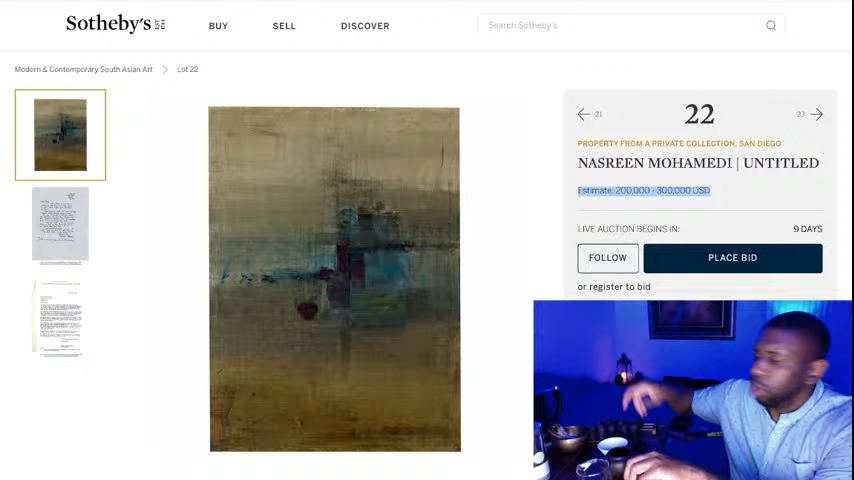 Sotheby's EST 1744
BUY
SELL
DISCOVER
Search Sotheby's
Modern & Contemporary South Asian Art > Lot 22
21
22
23
PROPERTY FROM A PRIVATE COLLECTION, SAN DIEGO
NASREEN MOHAMEDI | UNTITLED
Estimate: 200,000 - 300,000 USD
LIVE AUCTION BEGINS IN:
9 DAYS
FOLLOW
PLACE BID
or register to bid